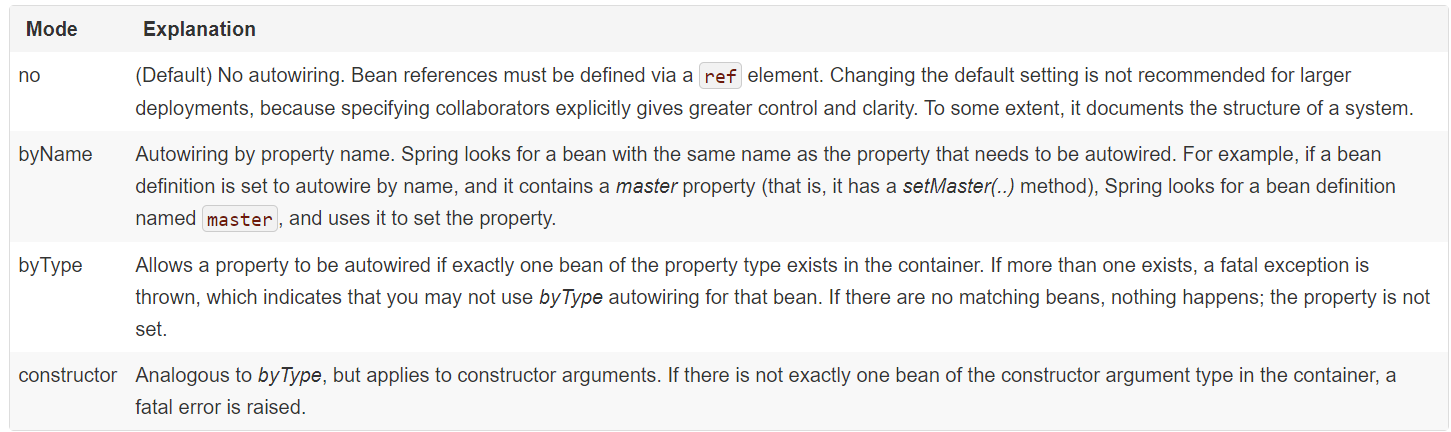 Mode Explanation
no (Default) No autowiring. Bean references must be defined via a ref element. Changing the default setting is not recommended for larger
deployments, because specifying collaborators explicitly gives greater control and clarity. To some extent, it documents the structure of a system.
byName Autowiring by property name. Spring looks for a bean with the same name as the property that needs to be autowired. For example, if a bean
definition is set to autowire by name, and it contains a master property (that is, it has a setMaster(..) method), Spring looks for a bean definition
named master, and uses it to set the property.
byType Allows a property to be autowired if exactly one bean of the property type exists in the container. If more than one exists, a fatal exception is
thrown, which indicates that you may not use byType autowiring for that bean. If there are no matching beans, nothing happens; the property is not
set.
constructor Analogous to byType, but applies to constructor arguments. If there is not exactly one bean of the constructor argument type in the container, a
fatal error is raised.